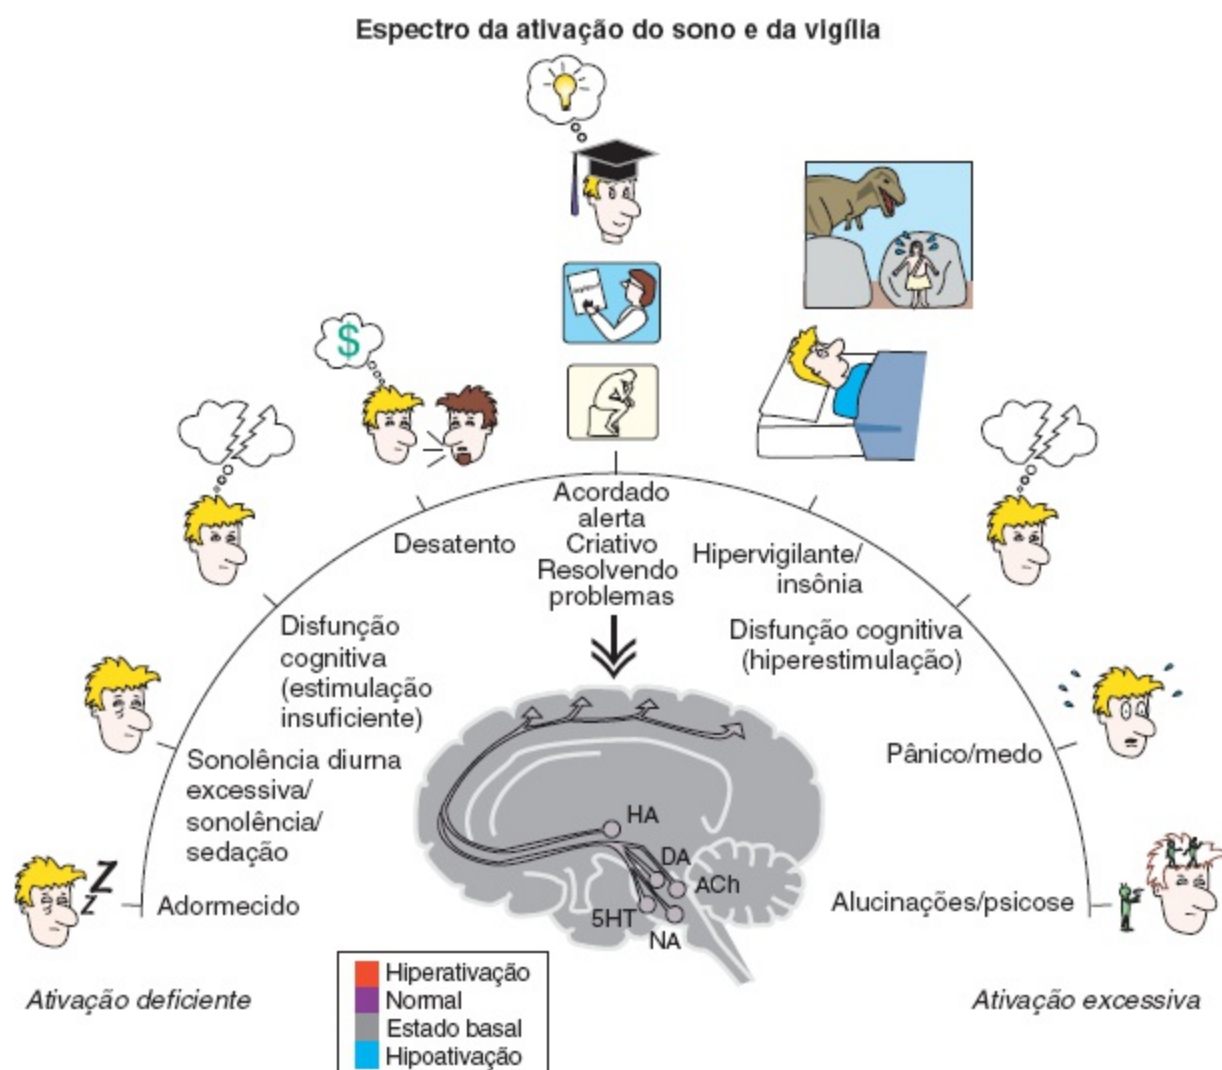 Espectro da ativação do sono e da vigília
$
Acordado
alerta
Criativo
Resolvendo
problemas
Desatento
Hipervigilante/
insônia
Disfunção
cognitiva
(estimulação
insuficiente)
Disfunção cognitiva
(hiperestimulação)
Sonolência diurna
excessiva/
sonolência/
sedação
Pânico/medo
Z
z
Adormecido
Alucinações/psicose
HA
DA
ACh
5HT
NA
Ativação deficiente
Ativação excessiva
Hiperativação
Normal
Estado basal
Hipoativação